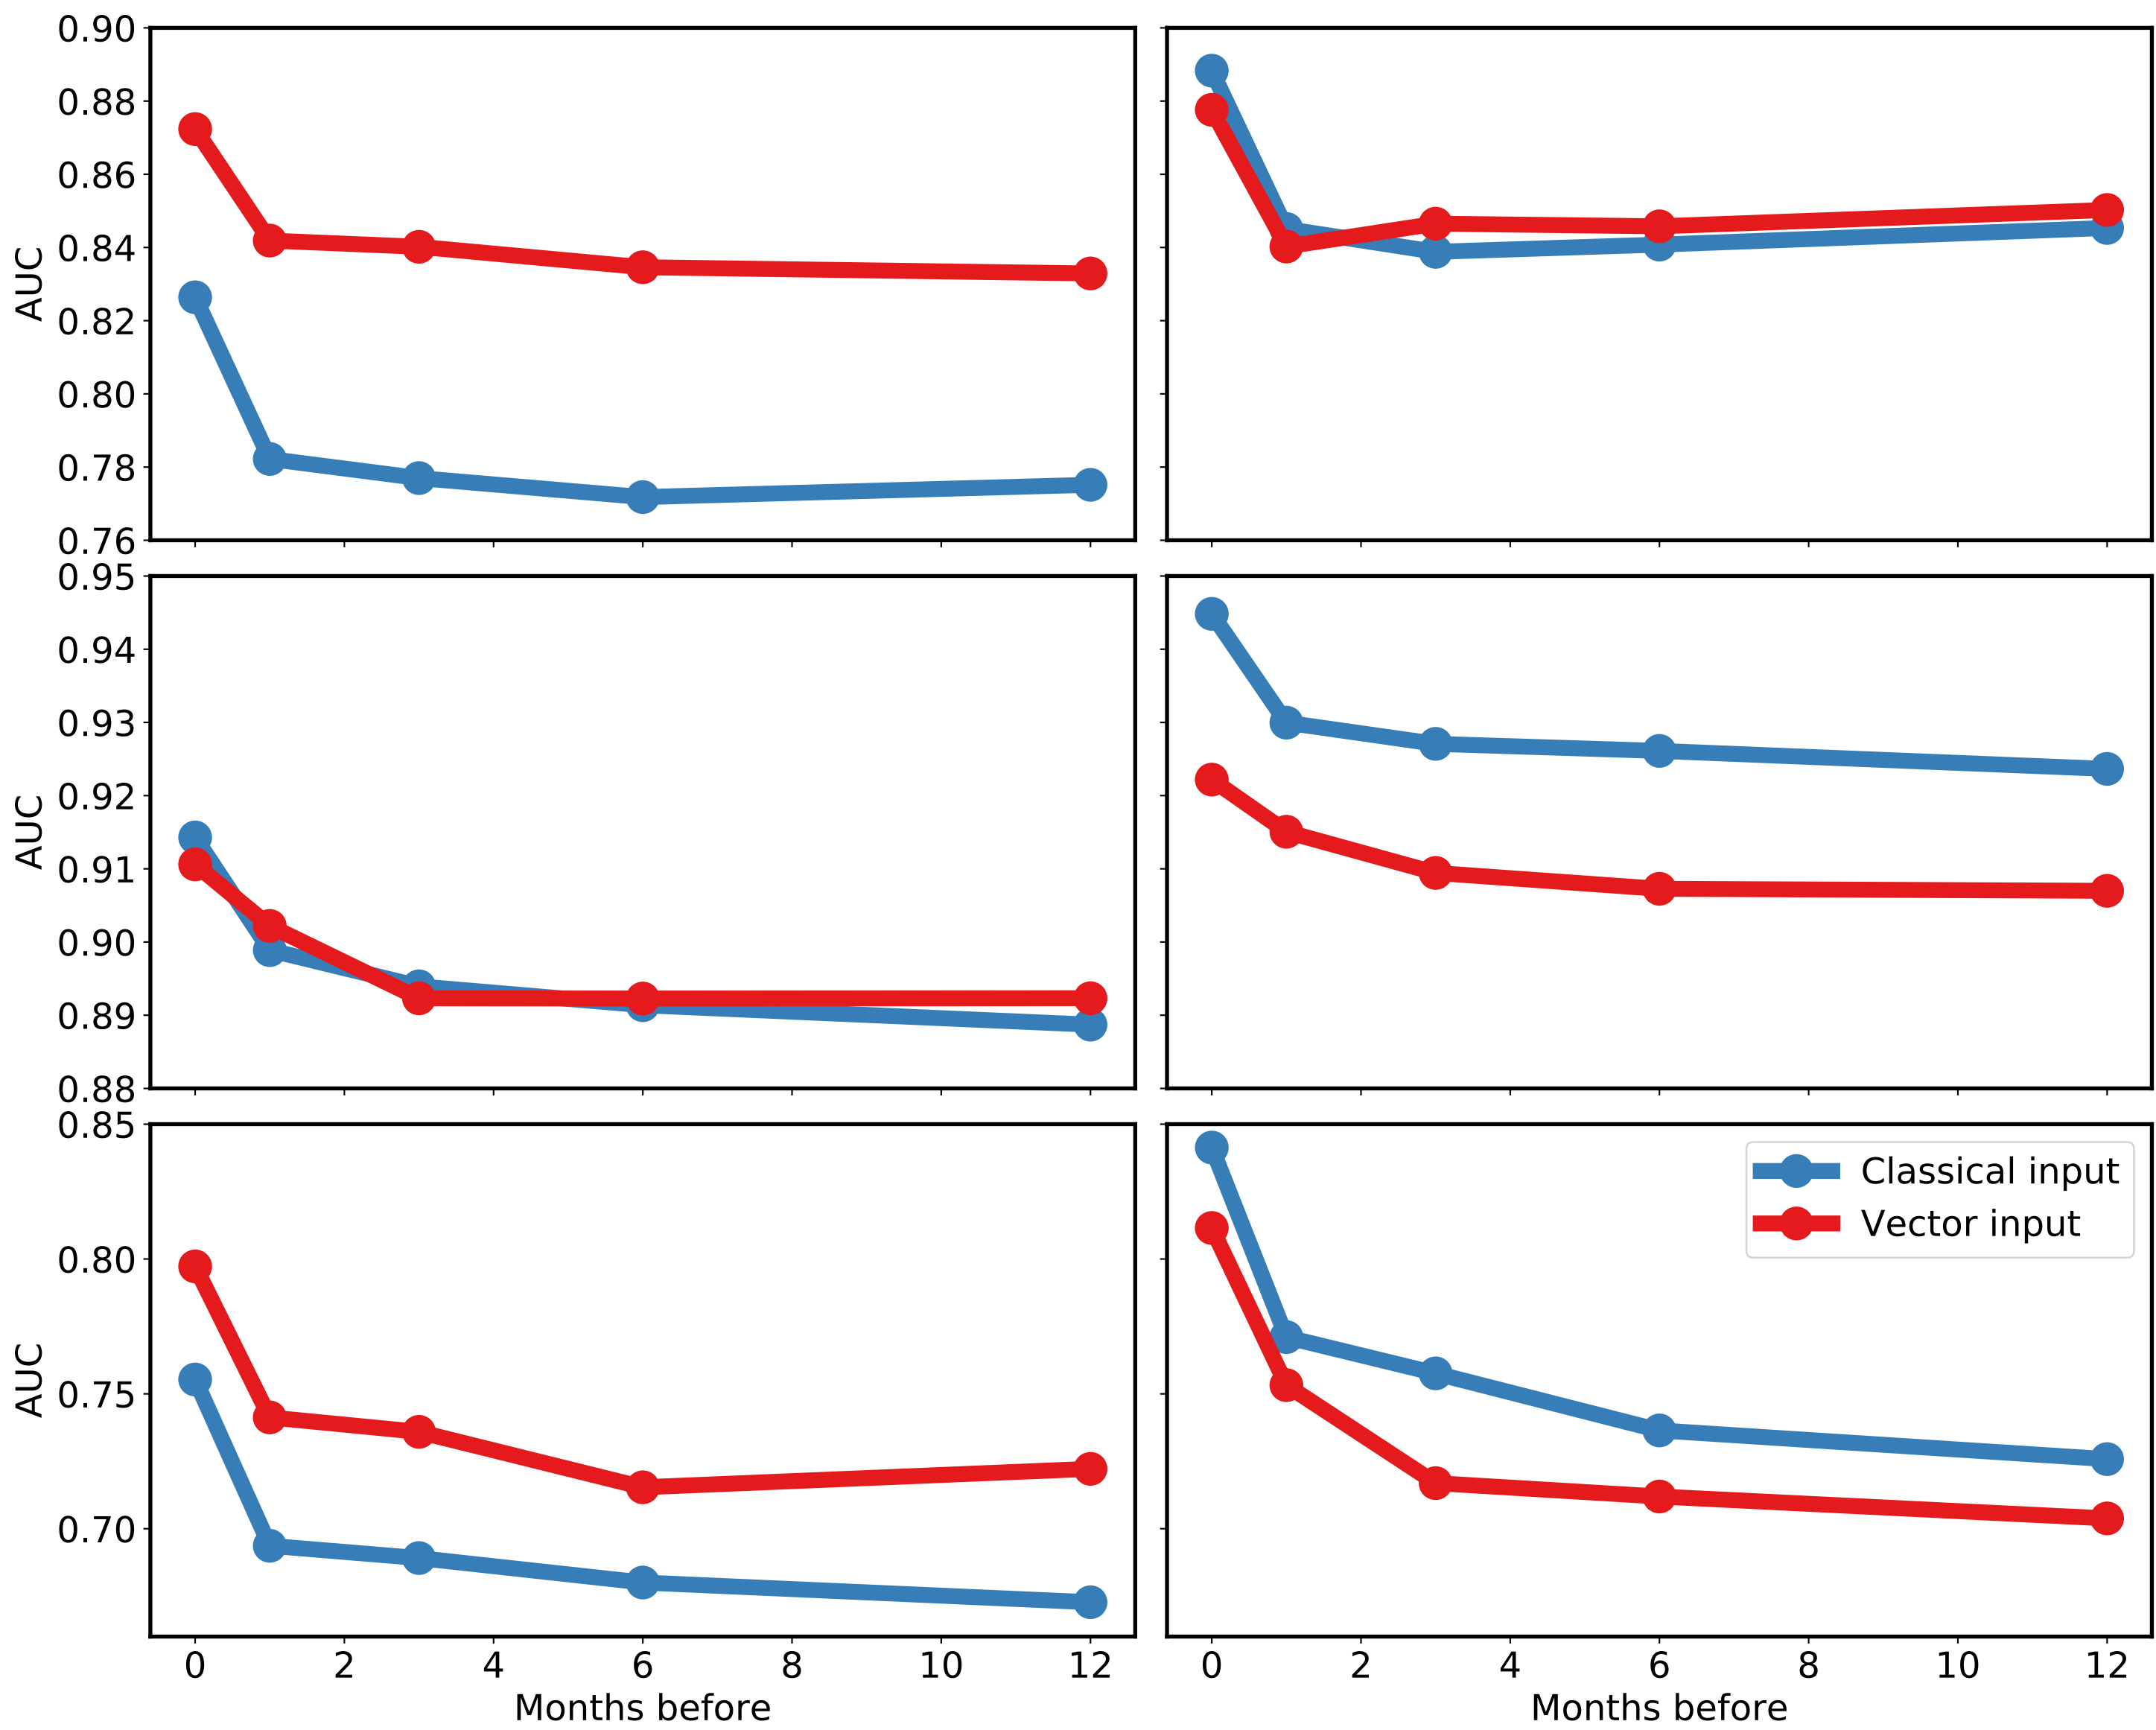 0.90
0.88
0.86
0.84
0.82
0.80
0.78
0.76
AUC
0.95
0.94
0.93
0.92
0.91
0.90
0.89
0.88
AUC
0.85
0.80
0.75
0.70
AUC
Classical input
Vector input
0 2 4 6 8 10 12
Months before
0 2 4 6 8 10 12
Months before